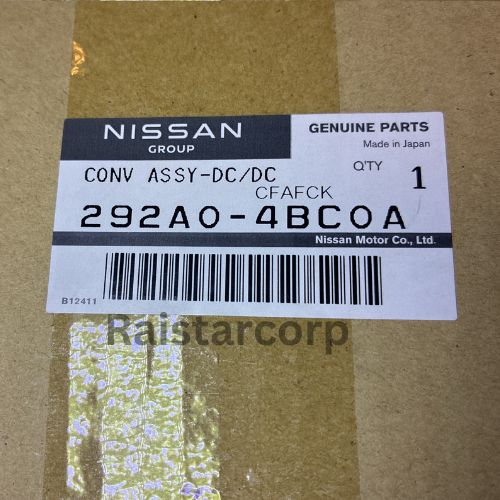 NISSAN
GROUP
GENUINE PARTS
Made in Japan
CONV ASSY-DC/DC
Q'TY 1
CFAFCK
292A0-4BC0A
Nissan Motor Co., Ltd.
B12411
Raistarcorp